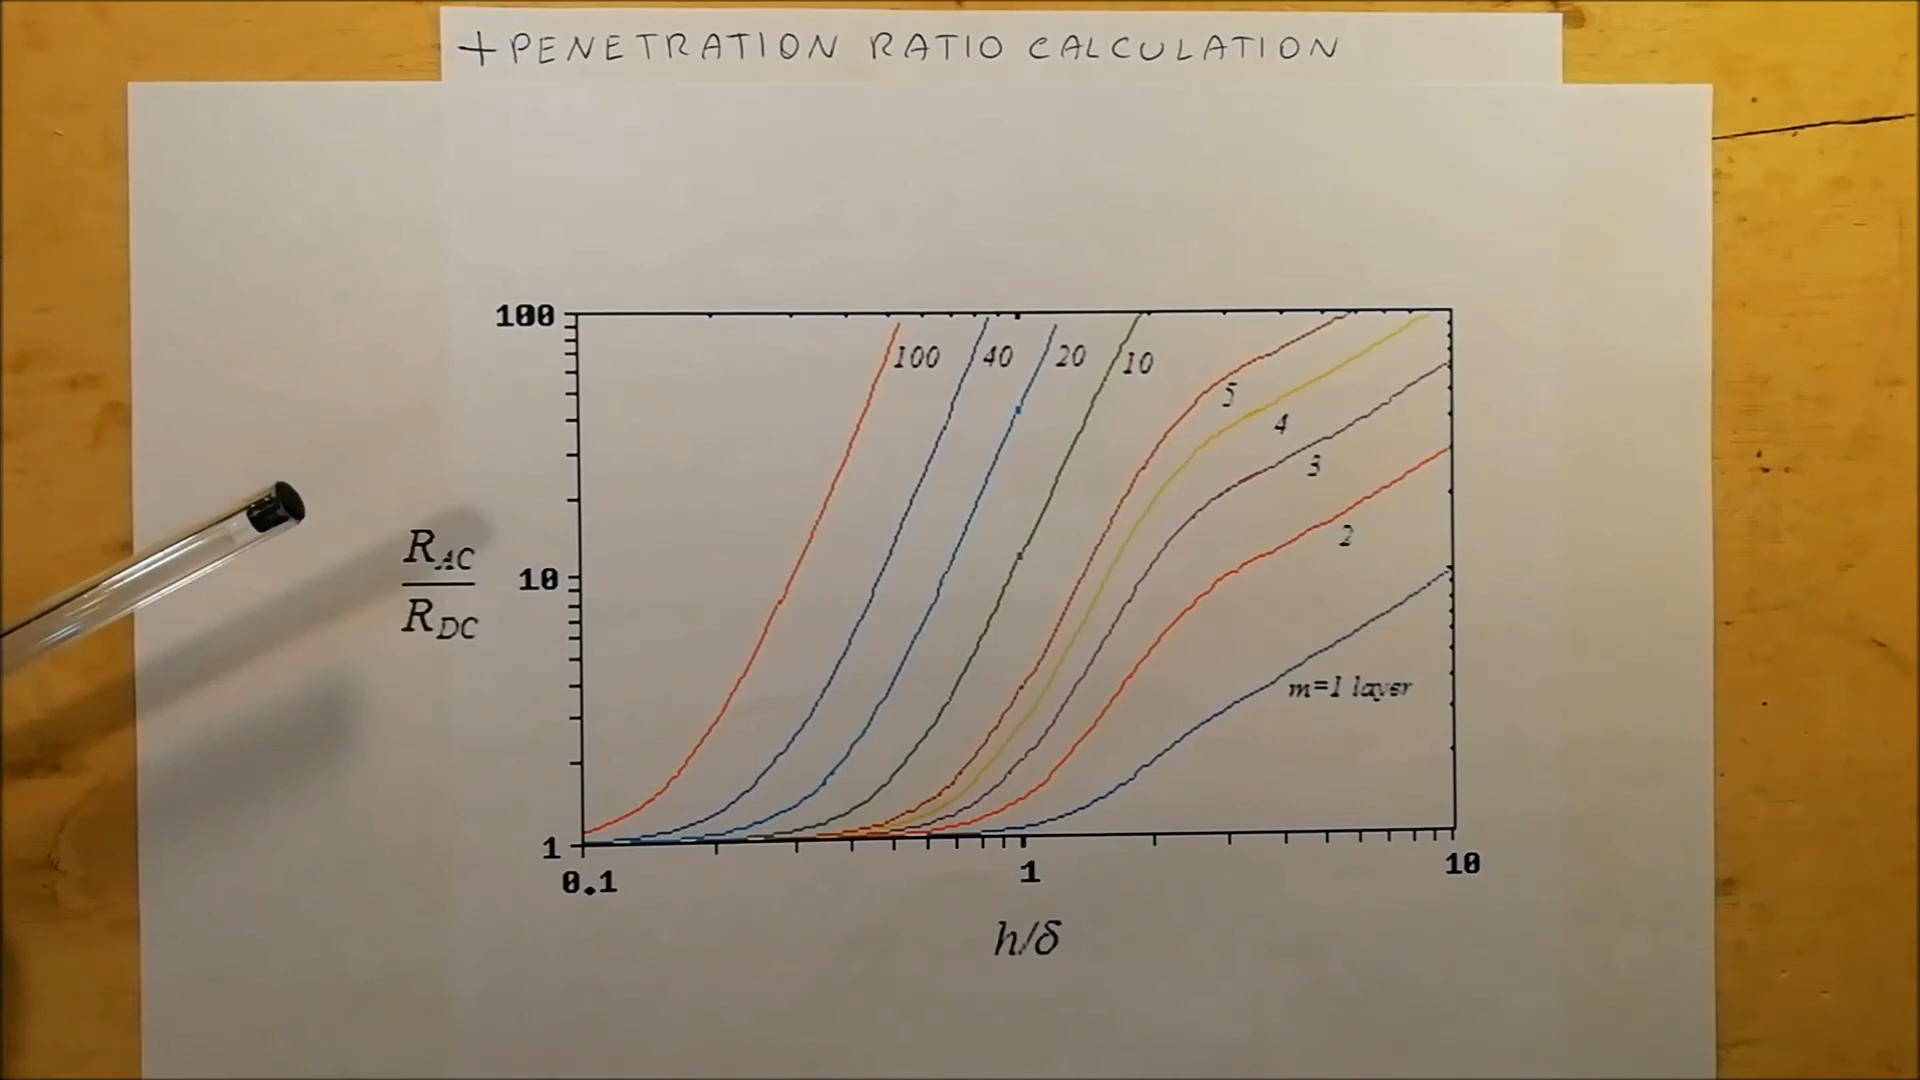 +PENETRATION RATIO CALCULATION
100
100
40
20
10
5
4
3
2
R_AC
R_DC
10
m=1 layer
1
0.1
1
10
h/δ